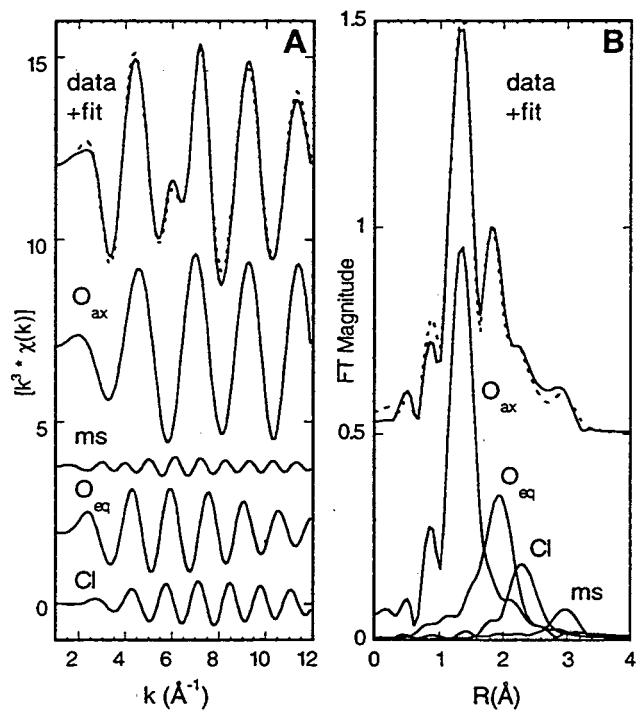 A
data
+fit
O ax
ms
O eq
Cl
15
10
5
0
[k³ * χ(k)]
2 4 6 8 10 12
k (Å⁻¹)
B
data
+fit
O ax
O eq
Cl
ms
1.5
1
0.5
0
FT Magnitude
0 1 2 3 4
R(Å)